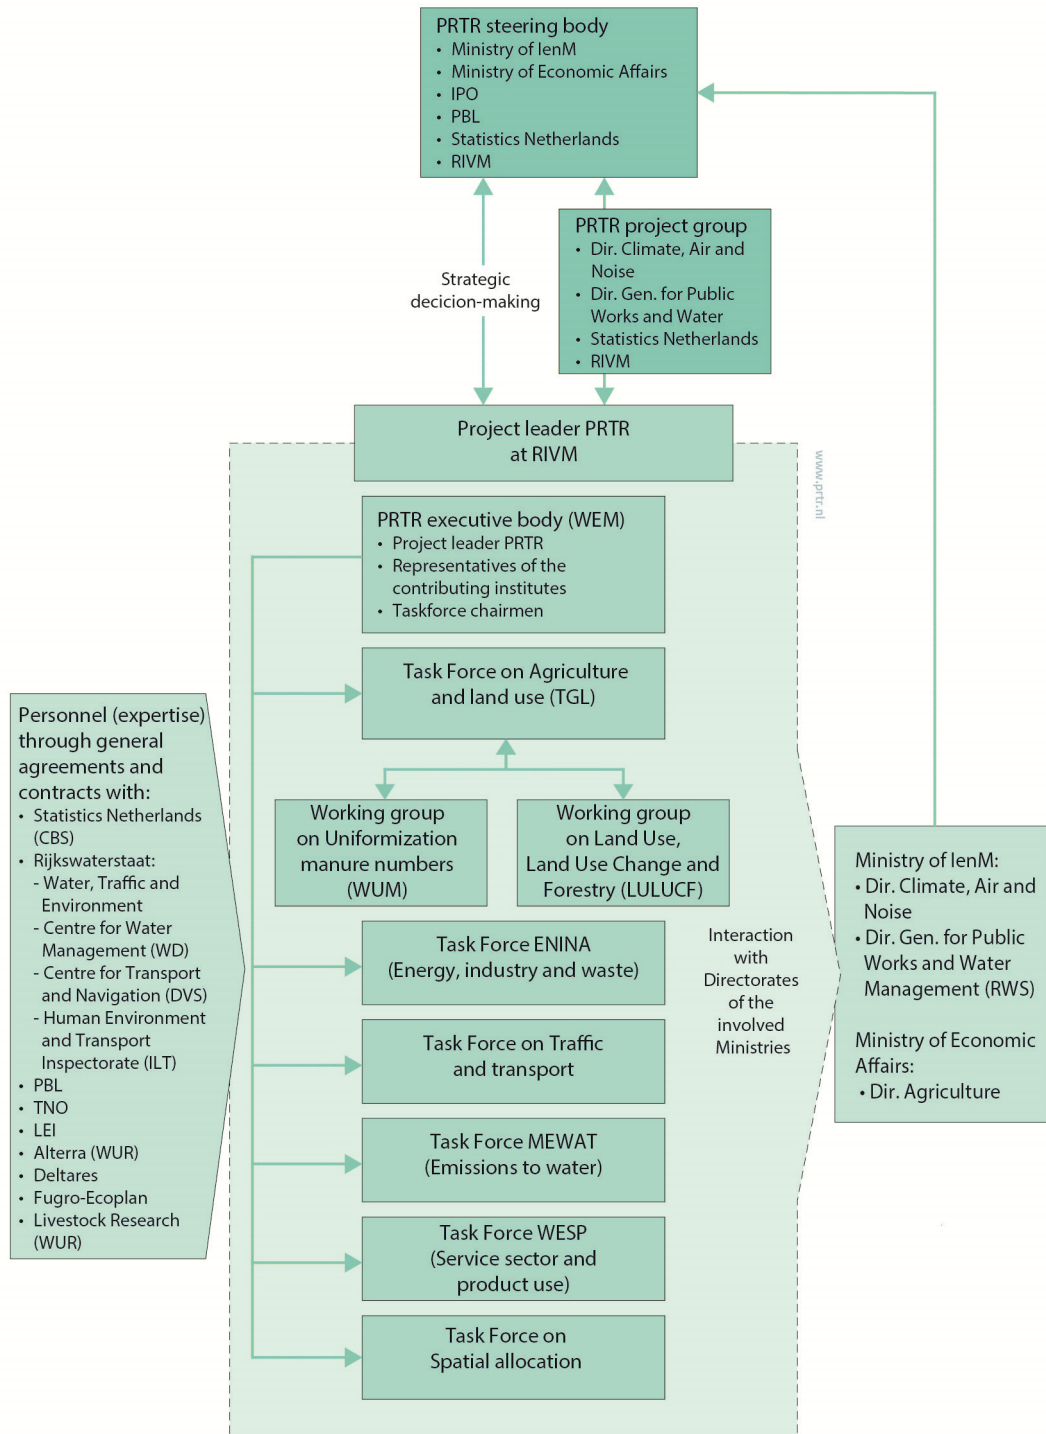 PRTR steering body
• Ministry of IenM
• Ministry of Economic Affairs
• IPO
• PBL
• Statistics Netherlands
• RIVM
PRTR project group
• Dir. Climate, Air and
Noise
• Dir. Gen. for Public
Works and Water
• Statistics Netherlands
• RIVM
Strategic
decicion-making
Project leader PRTR
at RIVM
www.prtr.nl
PRTR executive body (WEM)
• Project leader PRTR
• Representatives of the
contributing institutes
• Taskforce chairmen
Task Force on Agriculture
and land use (TGL)
Working group
on Uniformization
manure numbers
(WUM)
Working group
on Land Use,
Land Use Change and
Forestry (LULUCF)
Task Force ENINA
(Energy, industry and waste)
Task Force on Traffic
and transport
Task Force MEWAT
(Emissions to water)
Task Force WESP
(Service sector and
product use)
Task Force on
Spatial allocation
Personnel (expertise)
through general
agreements and
contracts with:
• Statistics Netherlands
(CBS)
• Rijkswaterstaat:
- Water, Traffic and
Environment
- Centre for Water
Management (WD)
- Centre for Transport
and Navigation (DVS)
- Human Environment
and Transport
Inspectorate (ILT)
• PBL
• TNO
• LEI
• Alterra (WUR)
• Deltares
• Fugro-Ecoplan
• Livestock Research
(WUR)
Interaction
with
Directorates
of the
involved
Ministries
Ministry of IenM:
• Dir. Climate, Air and
Noise
• Dir. Gen. for Public
Works and Water
Management (RWS)
Ministry of Economic
Affairs:
• Dir. Agriculture